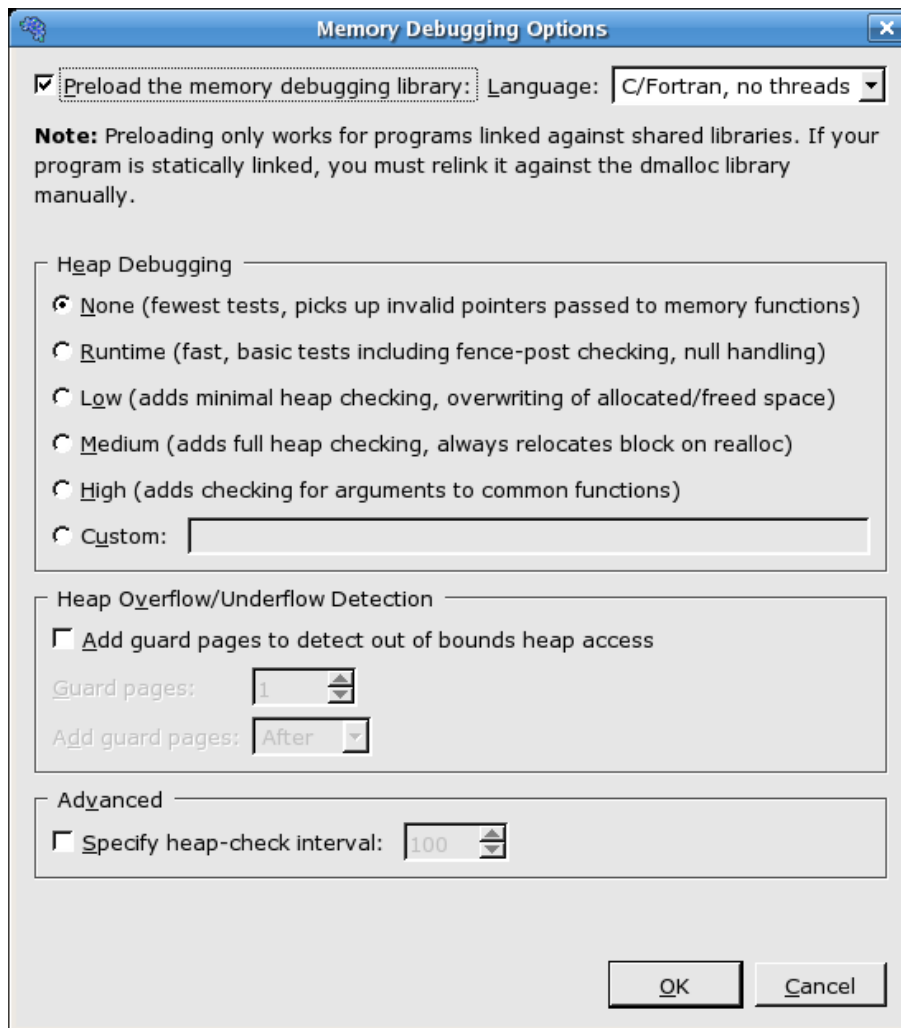 Memory Debugging Options
Preload the memory debugging library: Language: C/Fortran, no threads
Note: Preloading only works for programs linked against shared libraries. If your
program is statically linked, you must relink it against the dmalloc library
manually.
Heap Debugging
None (fewest tests, picks up invalid pointers passed to memory functions)
Runtime (fast, basic tests including fence-post checking, null handling)
Low (adds minimal heap checking, overwriting of allocated/freed space)
Medium (adds full heap checking, always relocates block on realloc)
High (adds checking for arguments to common functions)
Custom:
Heap Overflow/Underflow Detection
Add guard pages to detect out of bounds heap access
Guard pages: 1
Add guard pages: After
Advanced
Specify heap-check interval: 100
OK Cancel